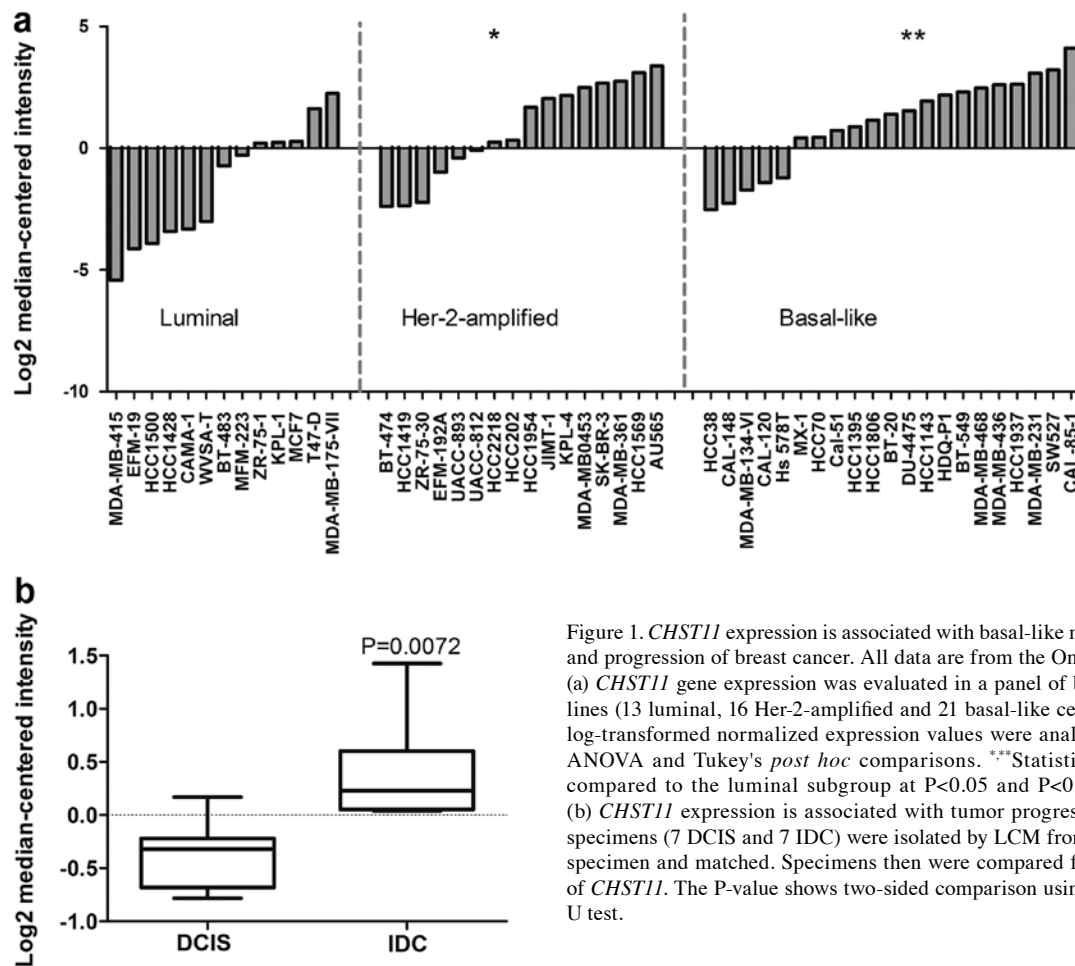 a
Log2 median-centered intensity
5
0
-5
-10
*
**
Luminal
Her-2-amplified
Basal-like
MDA-MB-415
EFM-19
HCC1500
HCC1428
CAMA-1
WVSA-T
BT-483
MFM-223
ZR-75-1
KPL-1
MCF7
T47-D
MDA-MB-175-VII
BT-474
HCC1419
ZR-75-30
EFM-192A
UACC-893
UACC-812
HCC2218
HCC202
HCC1954
JIMT-1
KPL-4
MDA-MB0453
SK-BR-3
MDA-MB-361
HCC1569
AU565
HCC38
CAL-148
MDA-MB-134-VI
CAL-120
Hs 578T
MX-1
HCC70
Cal-51
HCC1395
HCC1806
BT-20
DU-4475
HCC1143
HDQ-P1
BT-549
MDA-MB-468
MDA-MB-436
HCC1937
MDA-MB-231
SW527
CAL-85-1
b
Log2 median-centered intensity
1.5
1.0
0.5
0.0
-0.5
-1.0
P=0.0072
DCIS
IDC
Figure 1. CHST11 expression is associated with basal-like
and progression of breast cancer. All data are from the
(a) CHST11 gene expression was evaluated in a panel of
lines (13 luminal, 16 Her-2-amplified and 21 basal-like
log-transformed normalized expression values were
ANOVA and Tukey's post hoc comparisons. *,**
compared to the luminal subgroup at P<0.05 and
(b) CHST11 expression is associated with tumor
specimens (7 DCIS and 7 IDC) were isolated by LCM
specimen and matched. Specimens then were compared
of CHST11. The P-value shows two-sided comparison
U test.